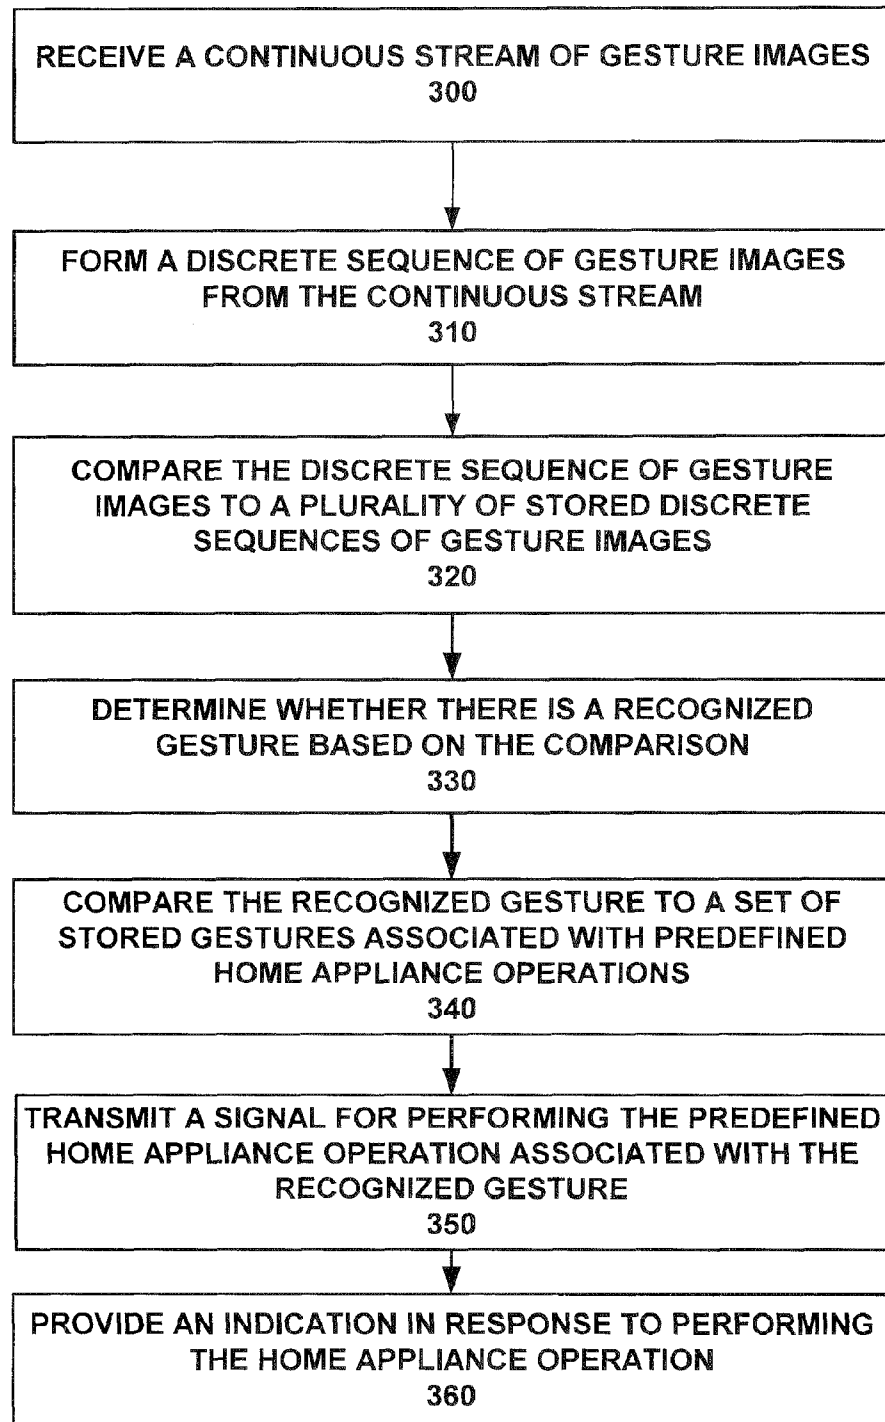 RECEIVE A CONTINUOUS STREAM OF GESTURE IMAGES
300
FORM A DISCRETE SEQUENCE OF GESTURE IMAGES
FROM THE CONTINUOUS STREAM
310
COMPARE THE DISCRETE SEQUENCE OF GESTURE
IMAGES TO A PLURALITY OF STORED DISCRETE
SEQUENCES OF GESTURE IMAGES
320
DETERMINE WHETHER THERE IS A RECOGNIZED
GESTURE BASED ON THE COMPARISON
330
COMPARE THE RECOGNIZED GESTURE TO A SET OF
STORED GESTURES ASSOCIATED WITH PREDEFINED
HOME APPLIANCE OPERATIONS
340
TRANSMIT A SIGNAL FOR PERFORMING THE PREDEFINED
HOME APPLIANCE OPERATION ASSOCIATED WITH THE
RECOGNIZED GESTURE
350
PROVIDE AN INDICATION IN RESPONSE TO PERFORMING
THE HOME APPLIANCE OPERATION
360